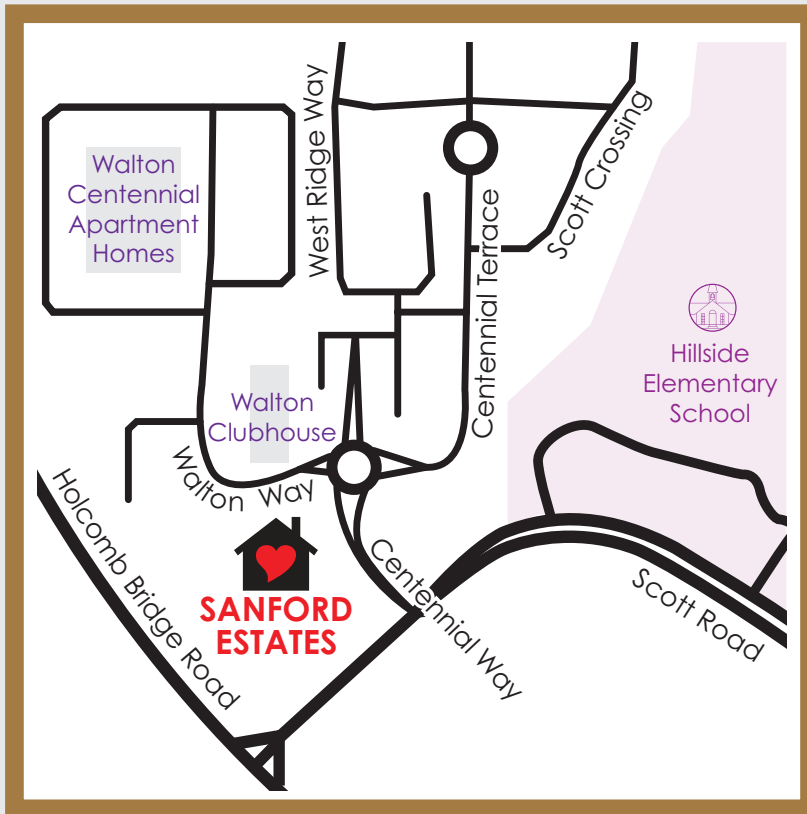 Walton
Centennial
Apartment
Homes
West Ridge Way
Scott Crossing
Centennial Terrace
Hillside
Elementary
School
Walton
Clubhouse
Walton Way
Holcomb Bridge Road
SANFORD
ESTATES
Centennial Way
Scott Road